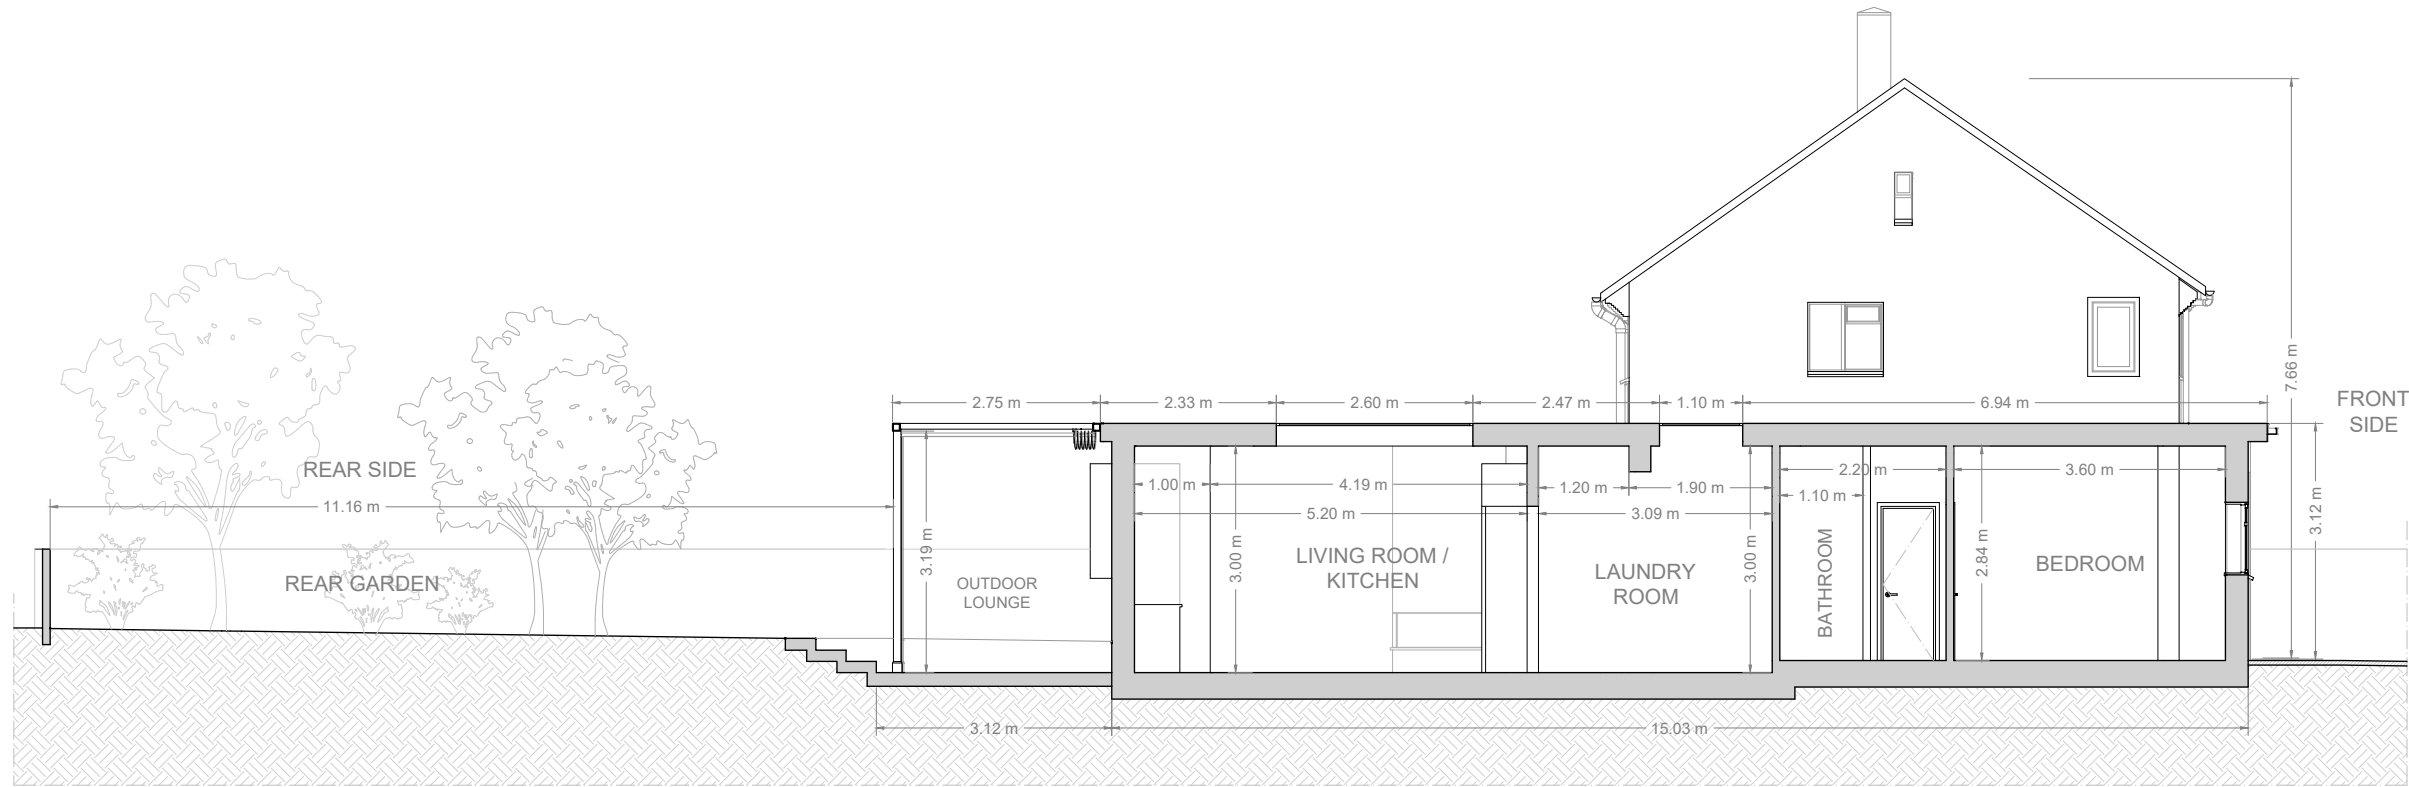 7.66 m
FRONT
SIDE
2.75 m
2.33 m
2.60 m
2.47 m
1.10 m
6.94 m
REAR SIDE
11.16 m
1.00 m
4.19 m
1.20 m
1.90 m
2.20 m
3.60 m
1.10 m
5.20 m
3.09 m
3.12 m
REAR GARDEN
3.19 m
OUTDOOR
LOUNGE
3.00 m
LIVING ROOM /
KITCHEN
LAUNDRY
ROOM
3.00 m
BATHROOM
2.84 m
BEDROOM
3.12 m
15.03 m